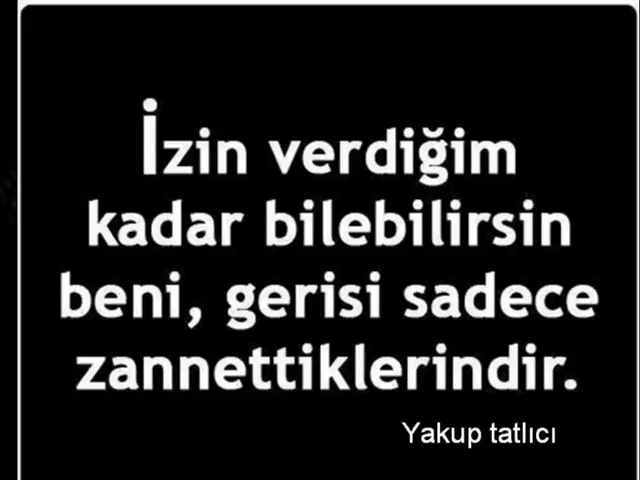 İzin verdiğim
kadar bilebilirsin
beni, gerisi sadece
zannettiklerindir.
Yakup tatlıcı